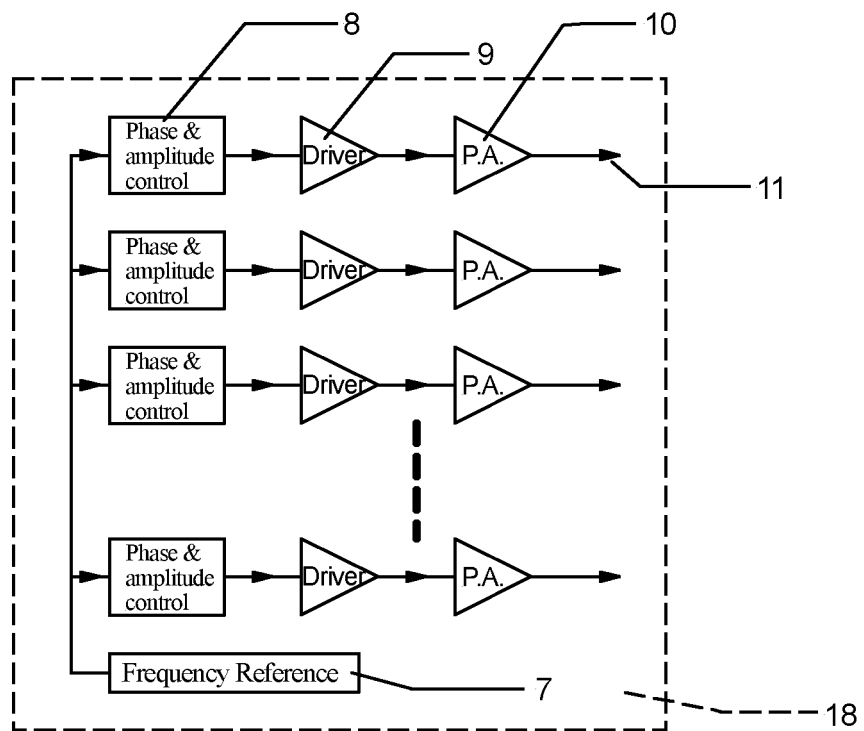 8
9
10
Phase &
amplitude
control
Driver
P.A.
11
Phase &
amplitude
control
Driver
P.A.
Phase &
amplitude
control
Driver
P.A.
Phase &
amplitude
control
Driver
P.A.
Frequency Reference
7
18